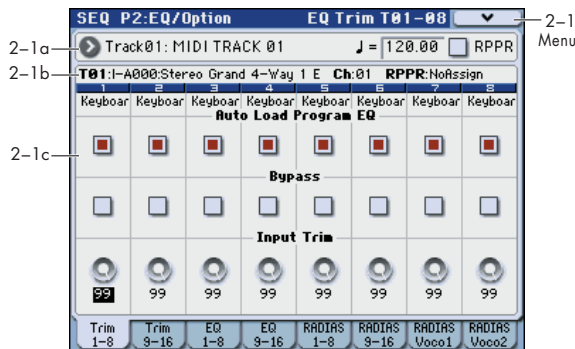 SEQ P2:EQ/Option EQ Trim T01-08
2-1
Menu
2-1a
Track01: MIDI TRACK 01 ♩ = 120.00 RPPR
2-1b
T01:I-A000:Stereo Grand 4-Way 1 E Ch:01 RPPR:NoAssign
1 2 3 4 5 6 7 8
Keyboar Keyboar Keyboar Keyboar Keyboar Keyboar Keyboar Keyboar
Auto Load Program EQ
2-1c
Bypass
Input Trim
99 99 99 99 99 99 99 99
Trim 1-8 Trim 9-16 EQ 1-8 EQ 9-16 RADIAS 1-8 RADIAS 9-16 RADIAS Voco1 RADIAS Voco2